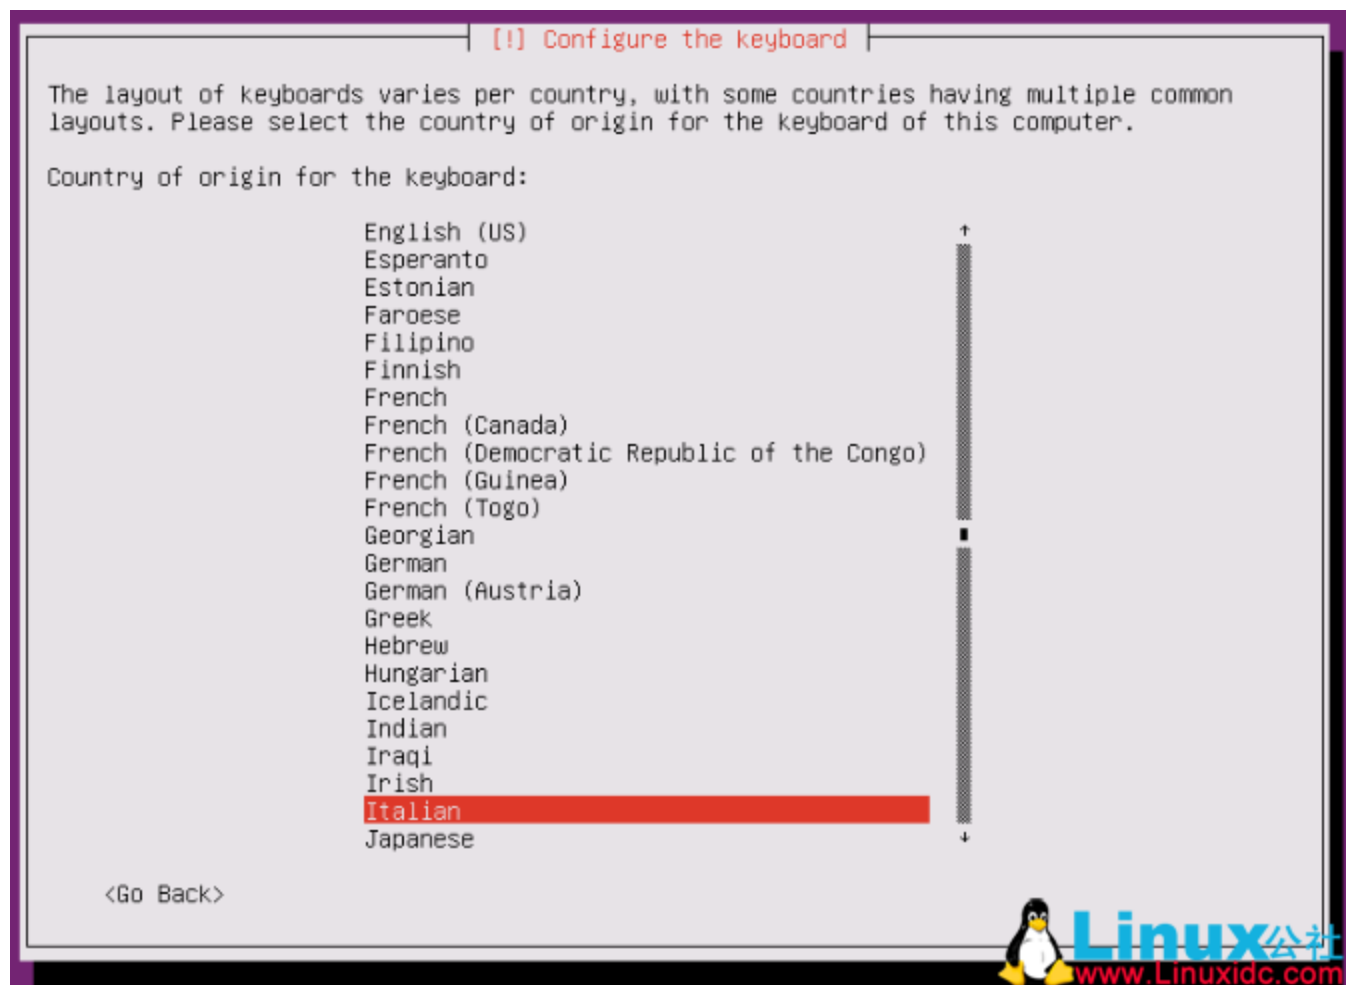 [!] Configure the keyboard
The layout of keyboards varies per country, with some countries having multiple common
layouts. Please select the country of origin for the keyboard of this computer.
Country of origin for the keyboard:
English (US)
Esperanto
Estonian
Faroese
Filipino
Finnish
French
French (Canada)
French (Democratic Republic of the Congo)
French (Guinea)
French (Togo)
Georgian
German
German (Austria)
Greek
Hebrew
Hungarian
Icelandic
Indian
Iraqi
Irish
Italian
Japanese
<Go Back>
Linux公社
www.Linuxidc.com